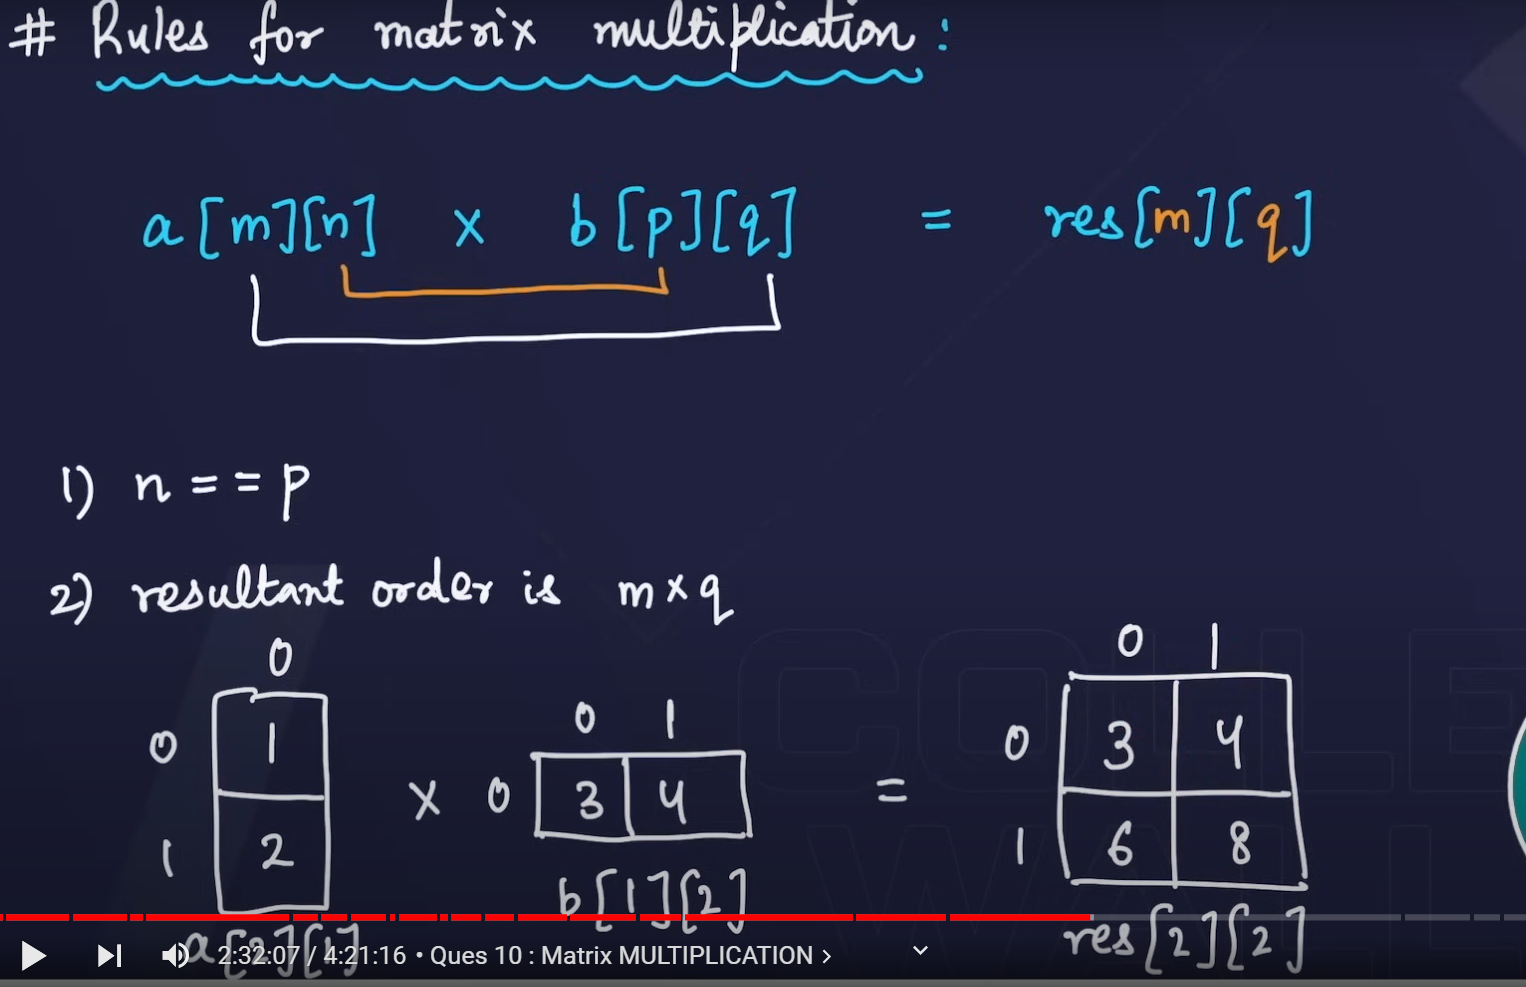 # Rules for matrix multiplication :
a[m][n] x b[p][q] = res[m][q]
1) n == p
2) resultant order is m x q
0
0 1
1 2
a[2][1]
x
0 1
0 3 4
b[1][2]
=
0 1
0 3 4
1 6 8
res[2][2]
2:32:07 / 4:21:16 • Ques 10 : Matrix MULTIPLICATION >